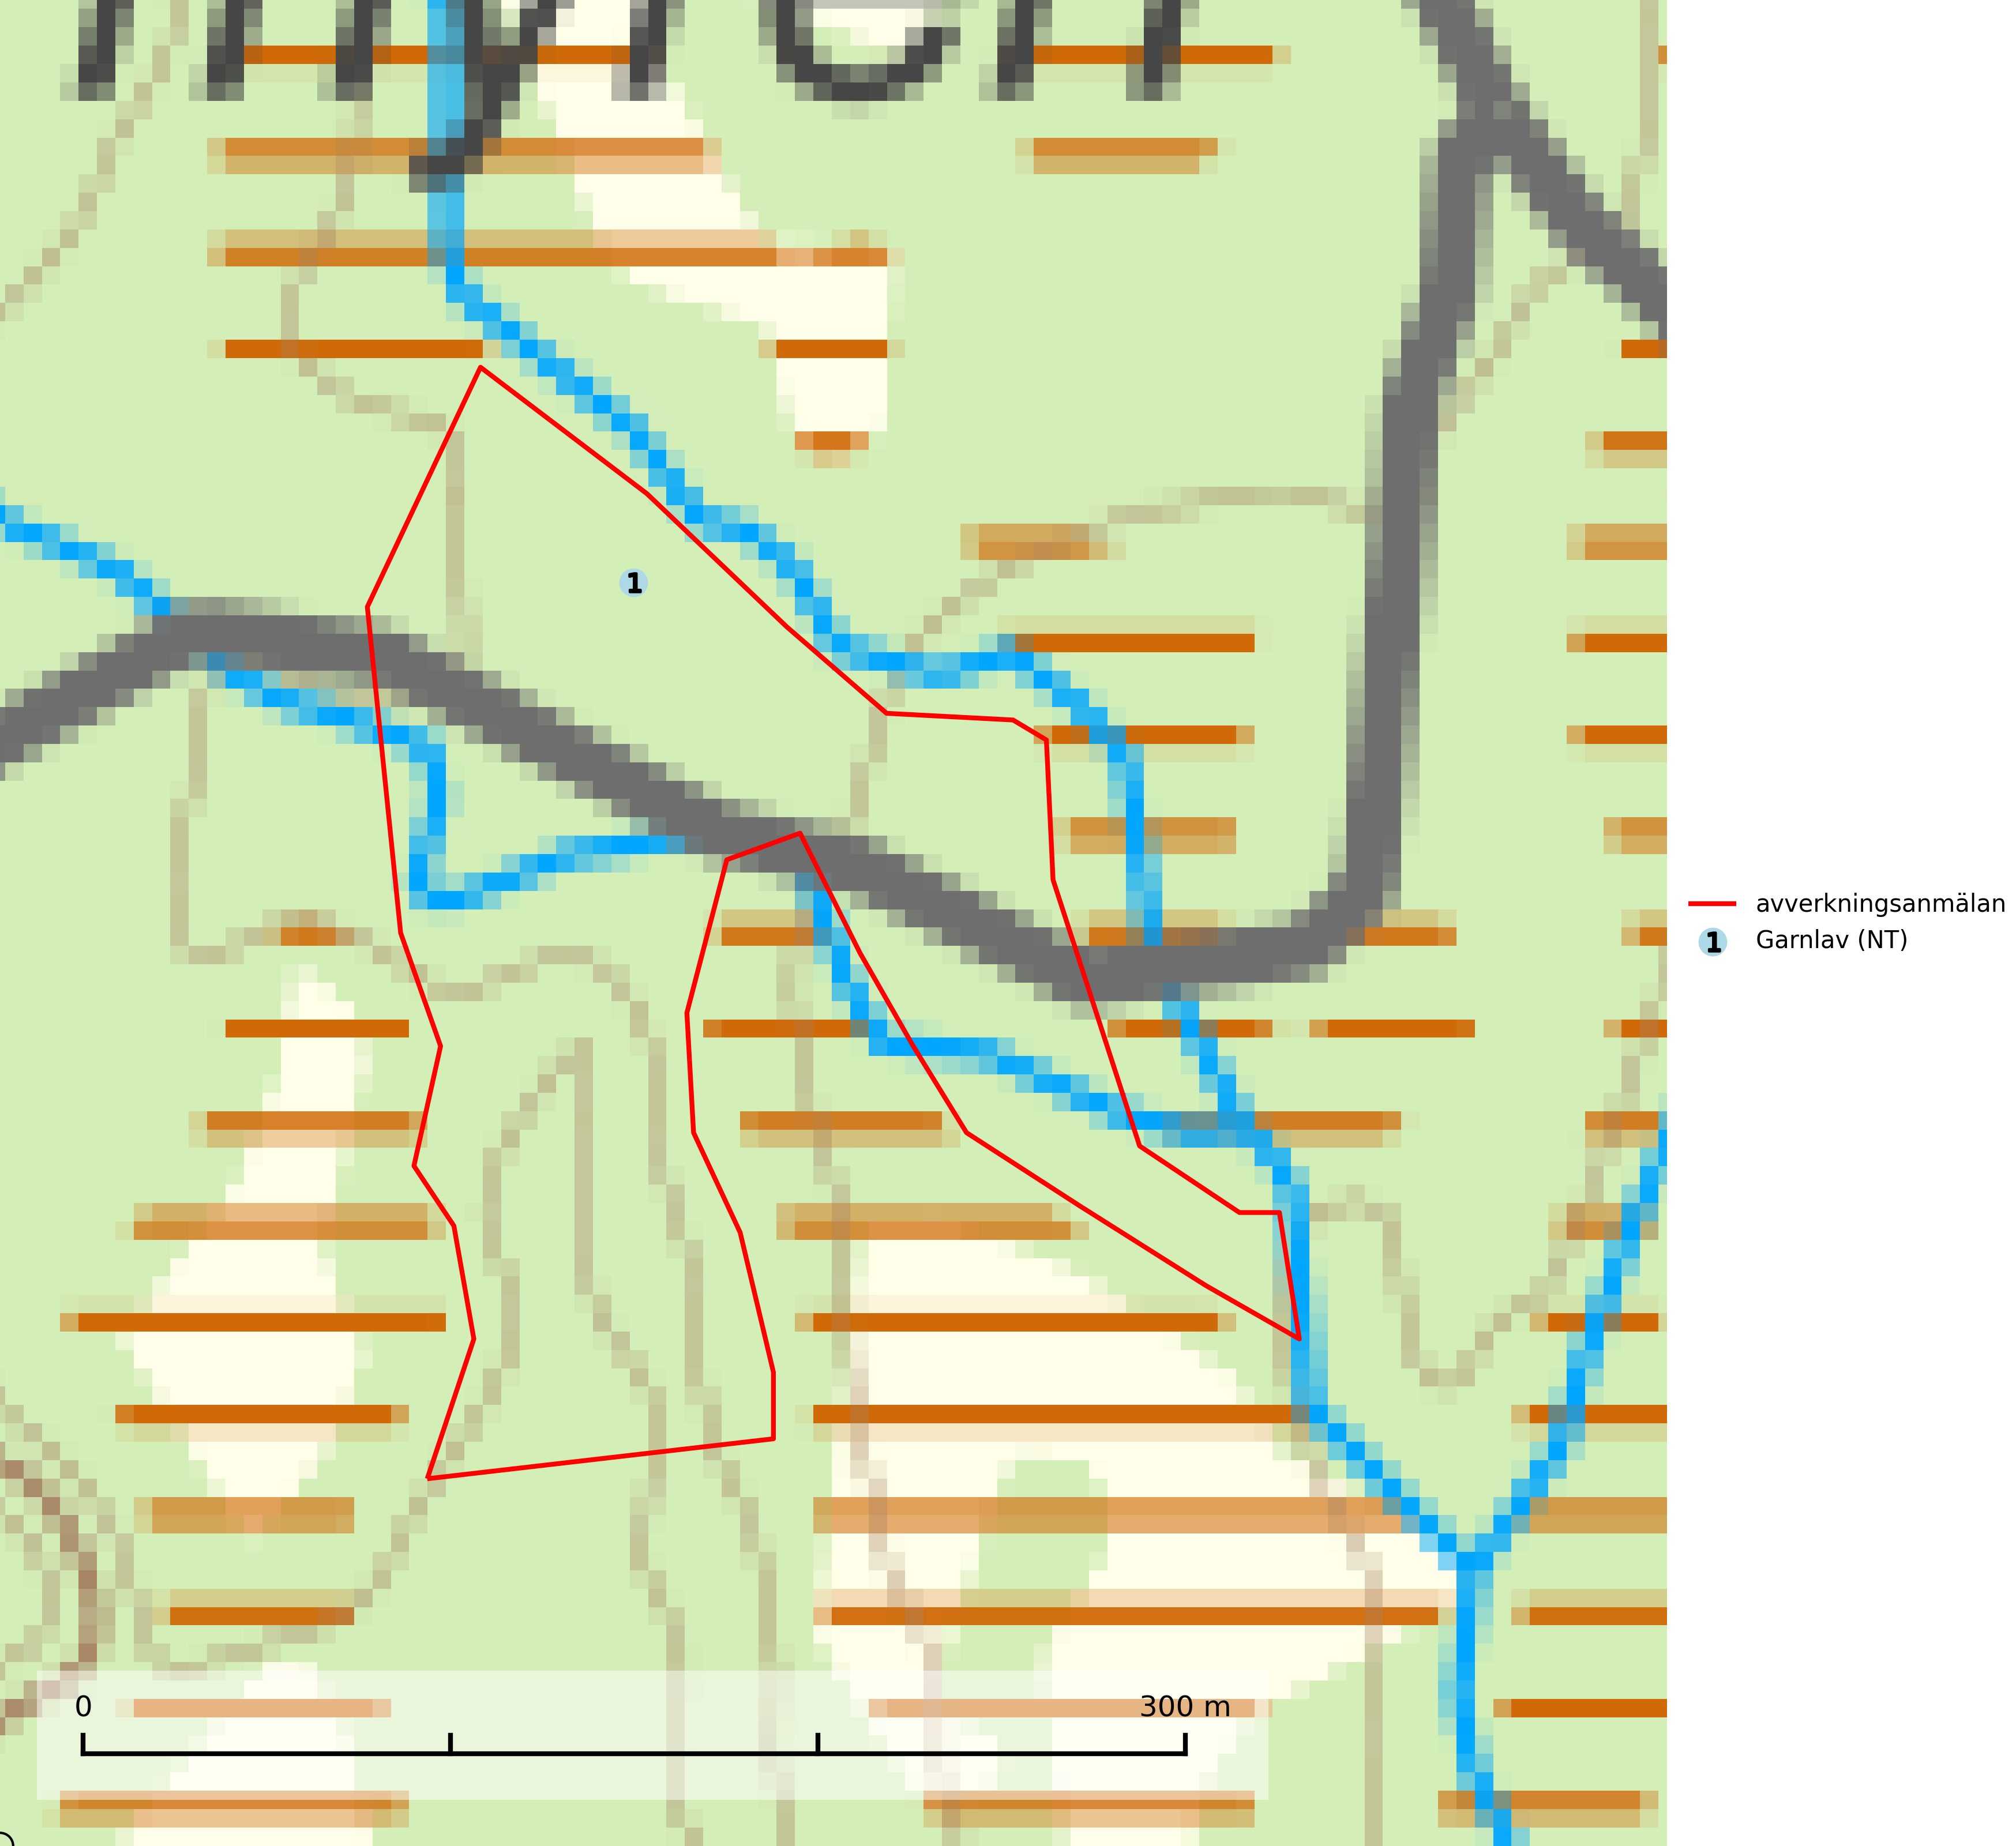 1
avverkningsanmälan
1 Garnlav (NT)
0 300 m